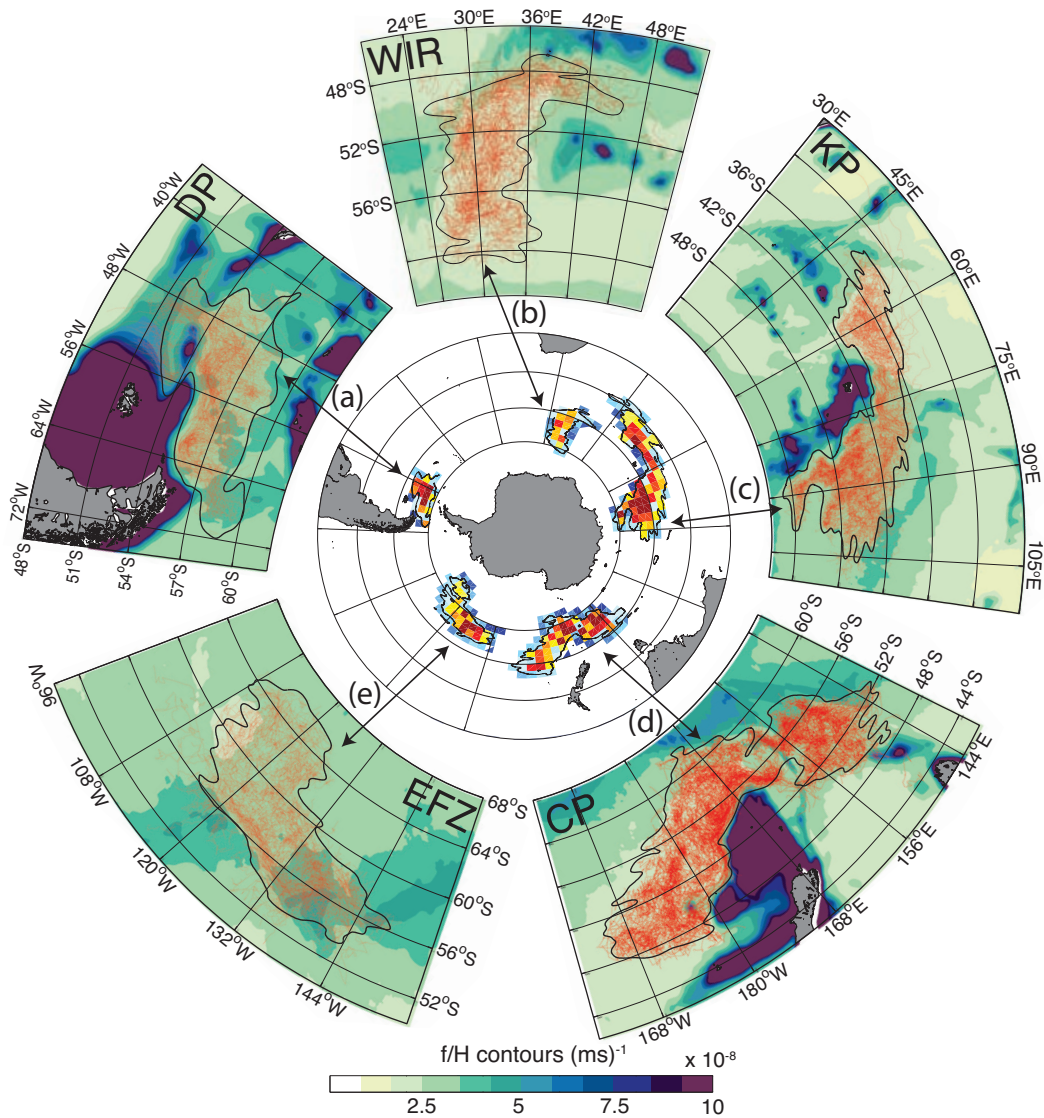 24°E 30°E 36°E 42°E 48°E
WIR
48°S
52°S
56°S
(b)
40°W
48°W
56°W
64°W
72°W
DP
48°S
51°S
54°S
57°S
60°S
(a)
30°E
45°E
60°E
75°E
90°E
105°E
KP
36°S
42°S
48°S
(c)
96°W
108°W
120°W
132°W
144°W
(e)
EFZ
68°S
64°S
60°S
56°S
52°S
(d)
CP
60°S
56°S
52°S
48°S
44°S
144°E
156°E
168°E
180°W
168°W
f/H contours (ms)⁻¹ x 10⁻⁸
2.5 5 7.5 10